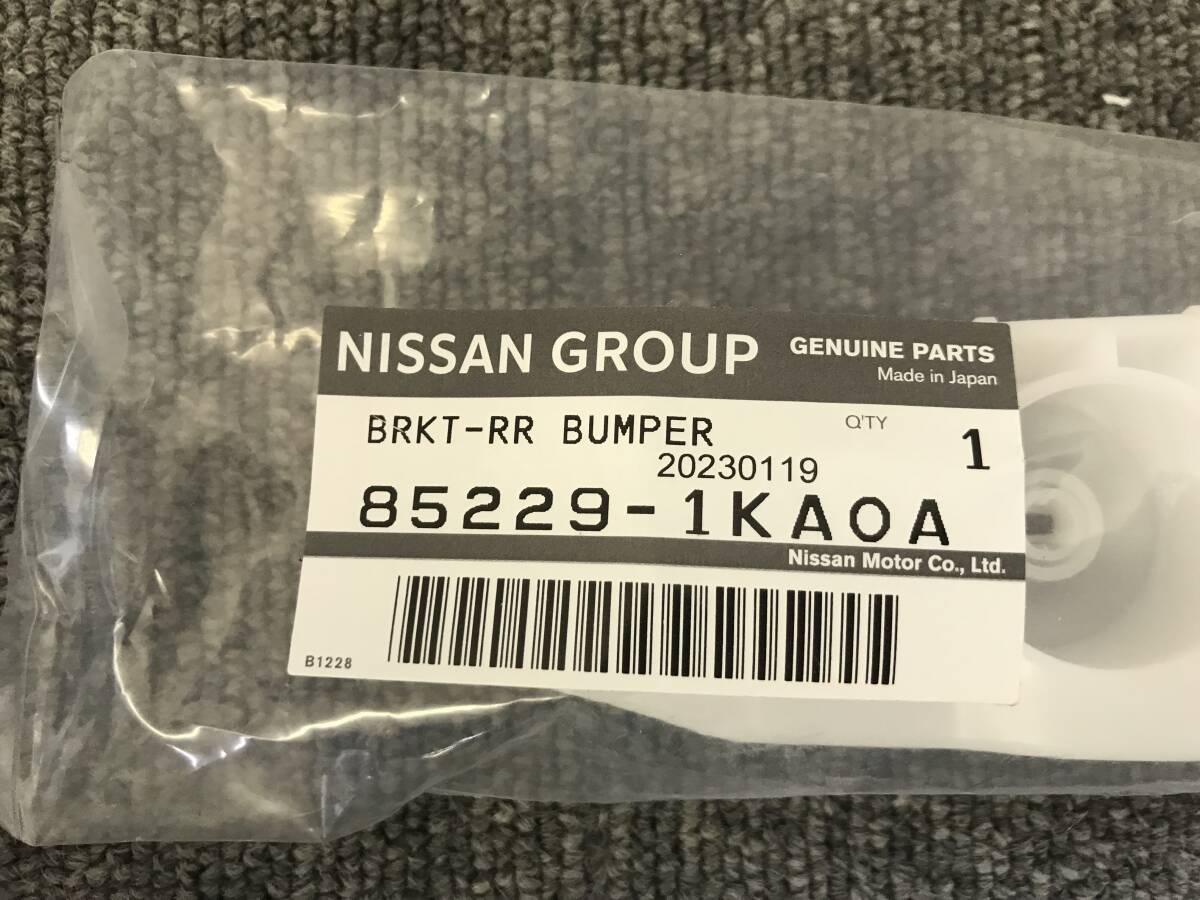 NISSAN GROUP GENUINE PARTS
Made in Japan
BRKT-RR BUMPER Q'TY 1
20230119
85229-1KA0A
Nissan Motor Co., Ltd.
B1228